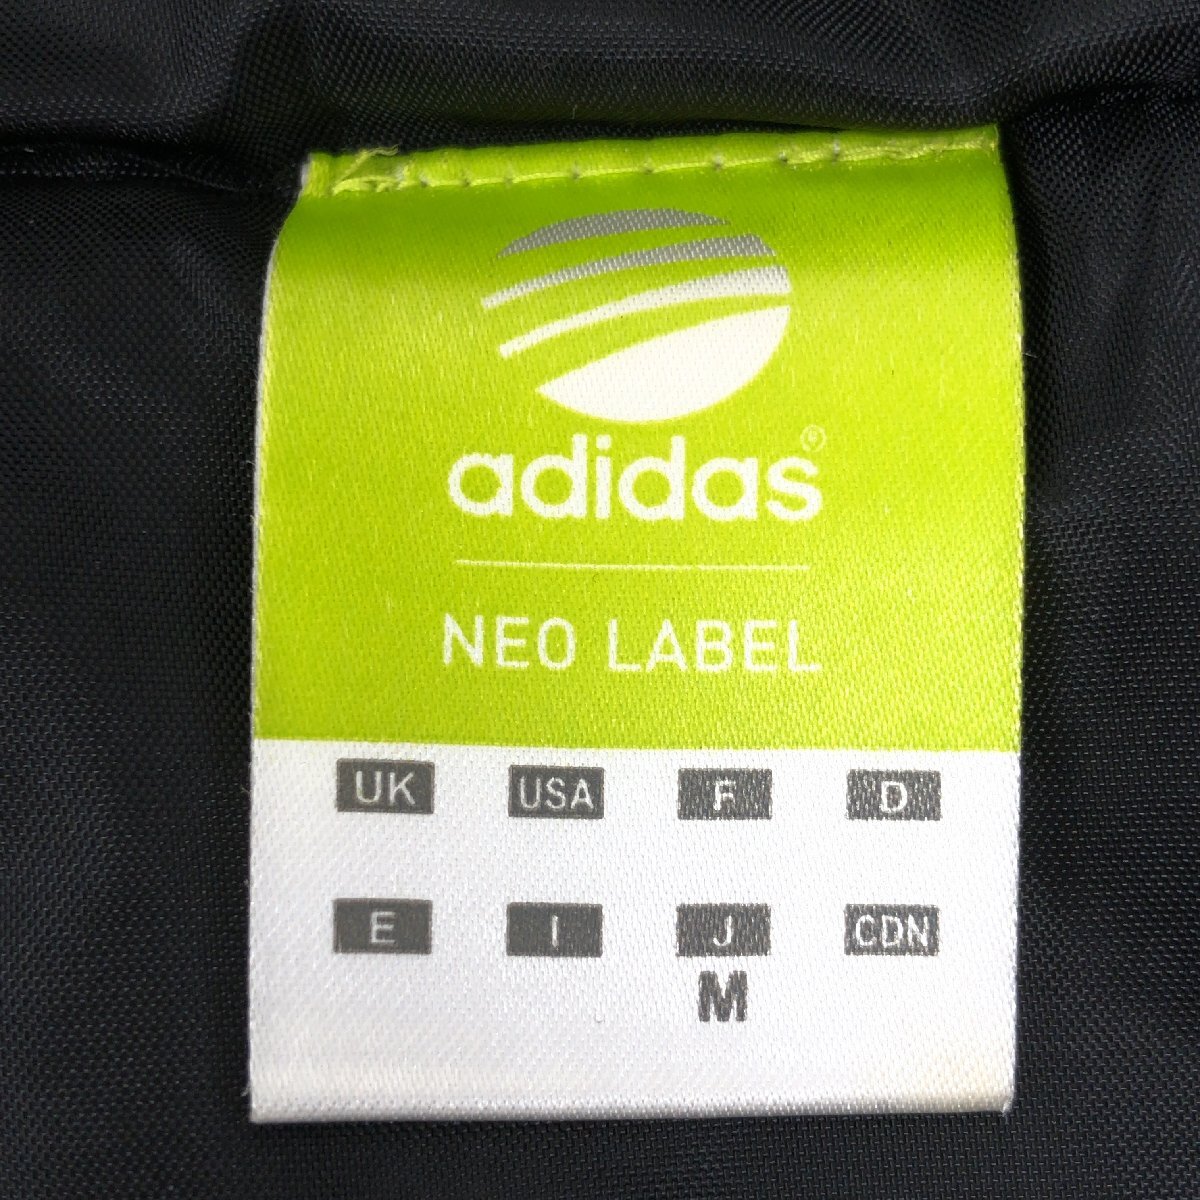 adidas®
NEO LABEL
UK USA F D
E I J CDN
M